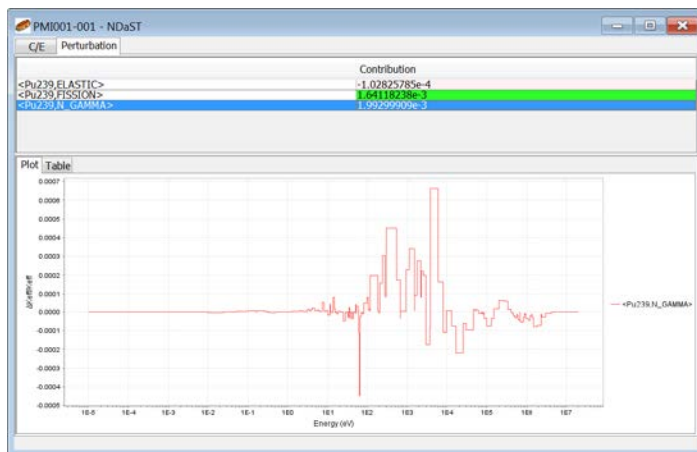 PMI001-001 - NDaST
C/E Perturbation
Contribution
<Pu239,ELASTIC> -1.02825785e-4
<Pu239,FISSION> 1.64118238e-3
<Pu239,N_GAMMA> 1.99299909e-3
Plot Table
0.0007
0.0006
0.0005
0.0004
0.0003
0.0002
0.0001
0.0000
-0.0001
-0.0002
-0.0003
-0.0004
-0.0005
ΔKeff/Keff
<Pu239,N_GAMMA>
1E-5 1E-4 1E-3 1E-2 1E-1 1E0 1E1 1E2 1E3 1E4 1E5 1E6 1E7
Energy (eV)